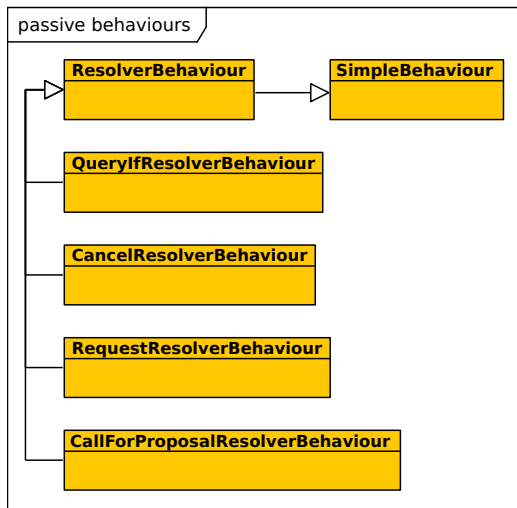 passive behaviours
ResolverBehaviour
SimpleBehaviour
QueryIfResolverBehaviour
CancelResolverBehaviour
RequestResolverBehaviour
CallForProposalResolverBehaviour